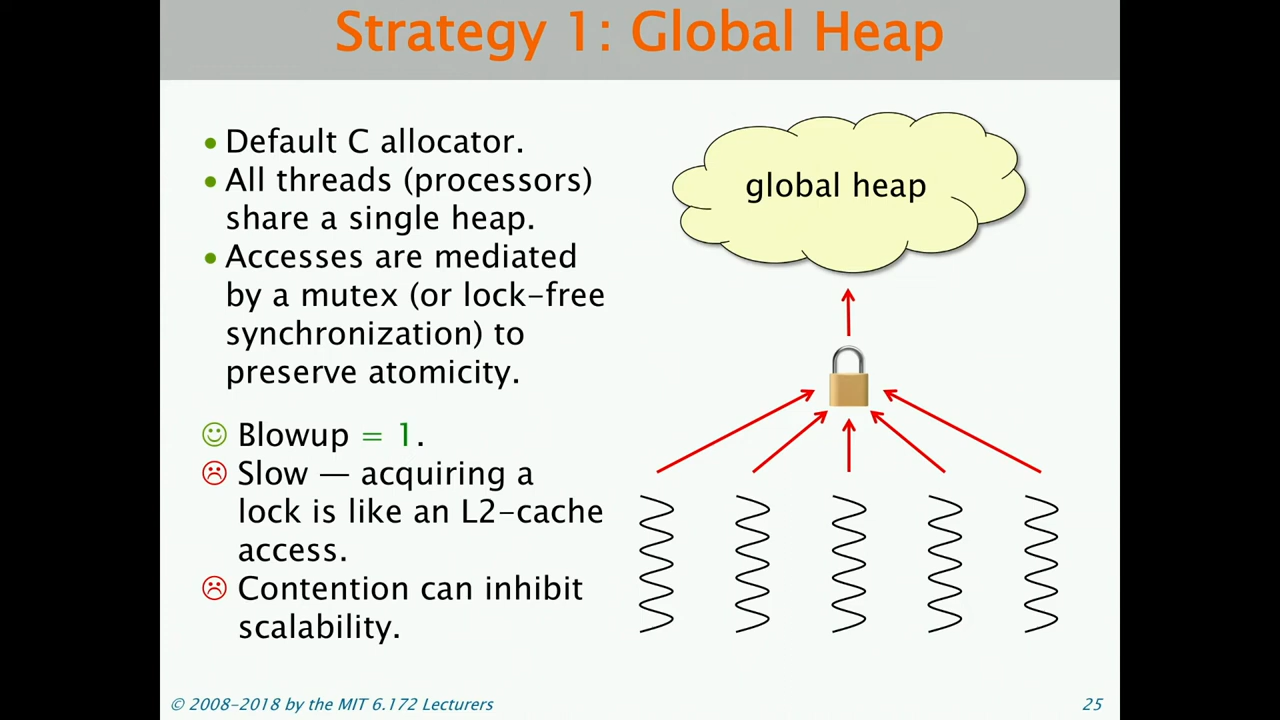 Strategy 1: Global Heap
• Default C allocator.
• All threads (processors)
share a single heap.
• Accesses are mediated
by a mutex (or lock-free
synchronization) to
preserve atomicity.
☺ Blowup = 1.
☹ Slow — acquiring a
lock is like an L2-cache
access.
☹ Contention can inhibit
scalability.
global heap
© 2008-2018 by the MIT 6.172 Lecturers
25